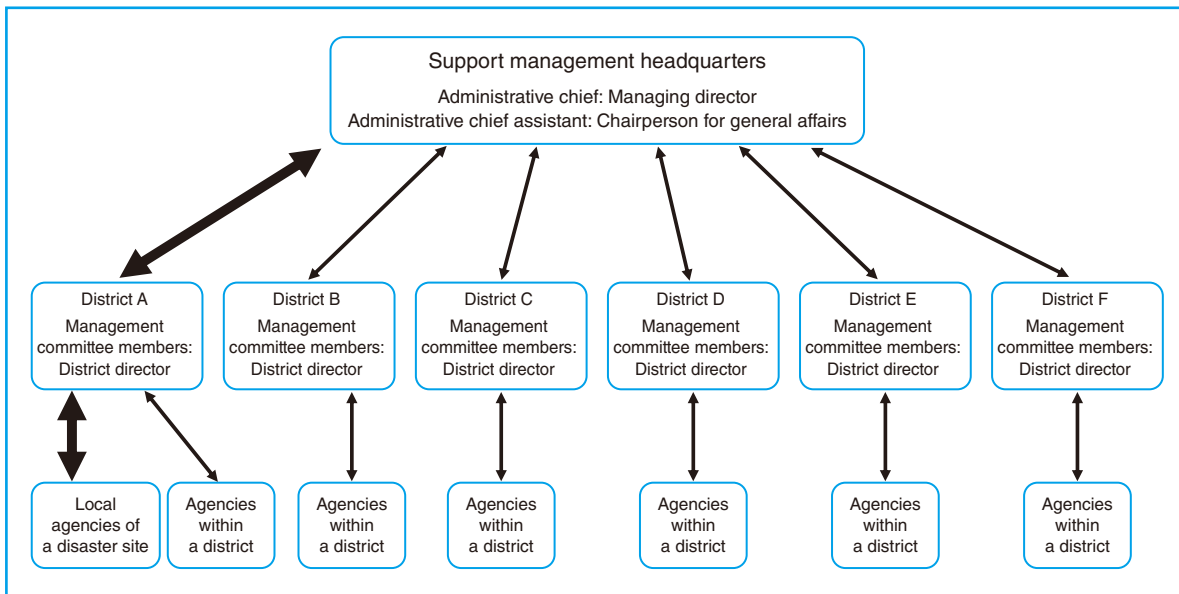 Support management headquarters
Administrative chief: Managing director
Administrative chief assistant: Chairperson for general affairs
District A
Management
committee members:
District director
District B
Management
committee members:
District director
District C
Management
committee members:
District director
District D
Management
committee members:
District director
District E
Management
committee members:
District director
District F
Management
committee members:
District director
Local
agencies of
a disaster site
Agencies
within
a district
Agencies
within
a district
Agencies
within
a district
Agencies
within
a district
Agencies
within
a district
Agencies
within
a district